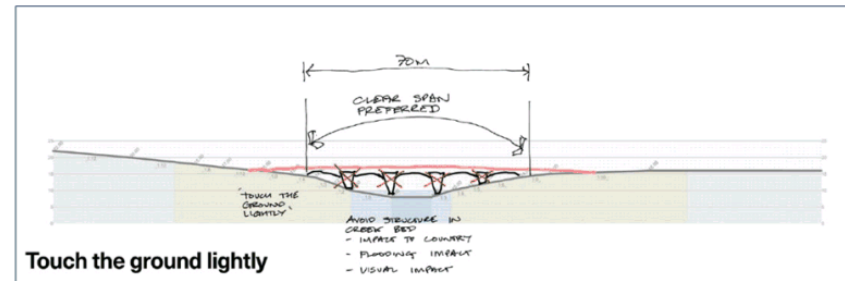 70M
CLEAR SPAN
PREFERRED
"TOUCH THE
GROUND
LIGHTLY"
AVOID STRUCTURE IN
CREEK BED
- IMPACT TO COUNTRY
- FLOODING IMPACT
- VISUAL IMPACT
Touch the ground lightly